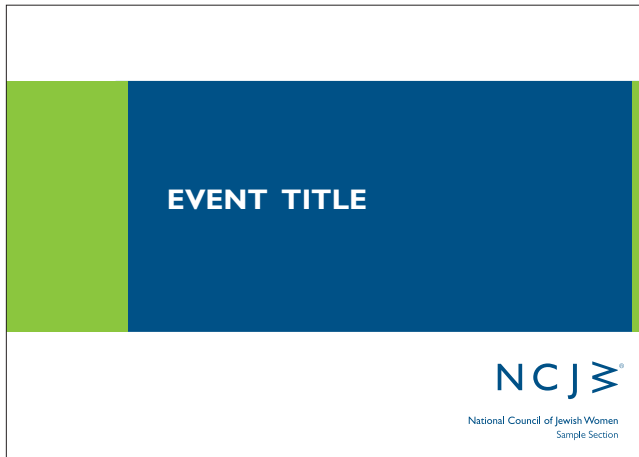 EVENT TITLE
NCJW®
National Council of Jewish Women
Sample Section